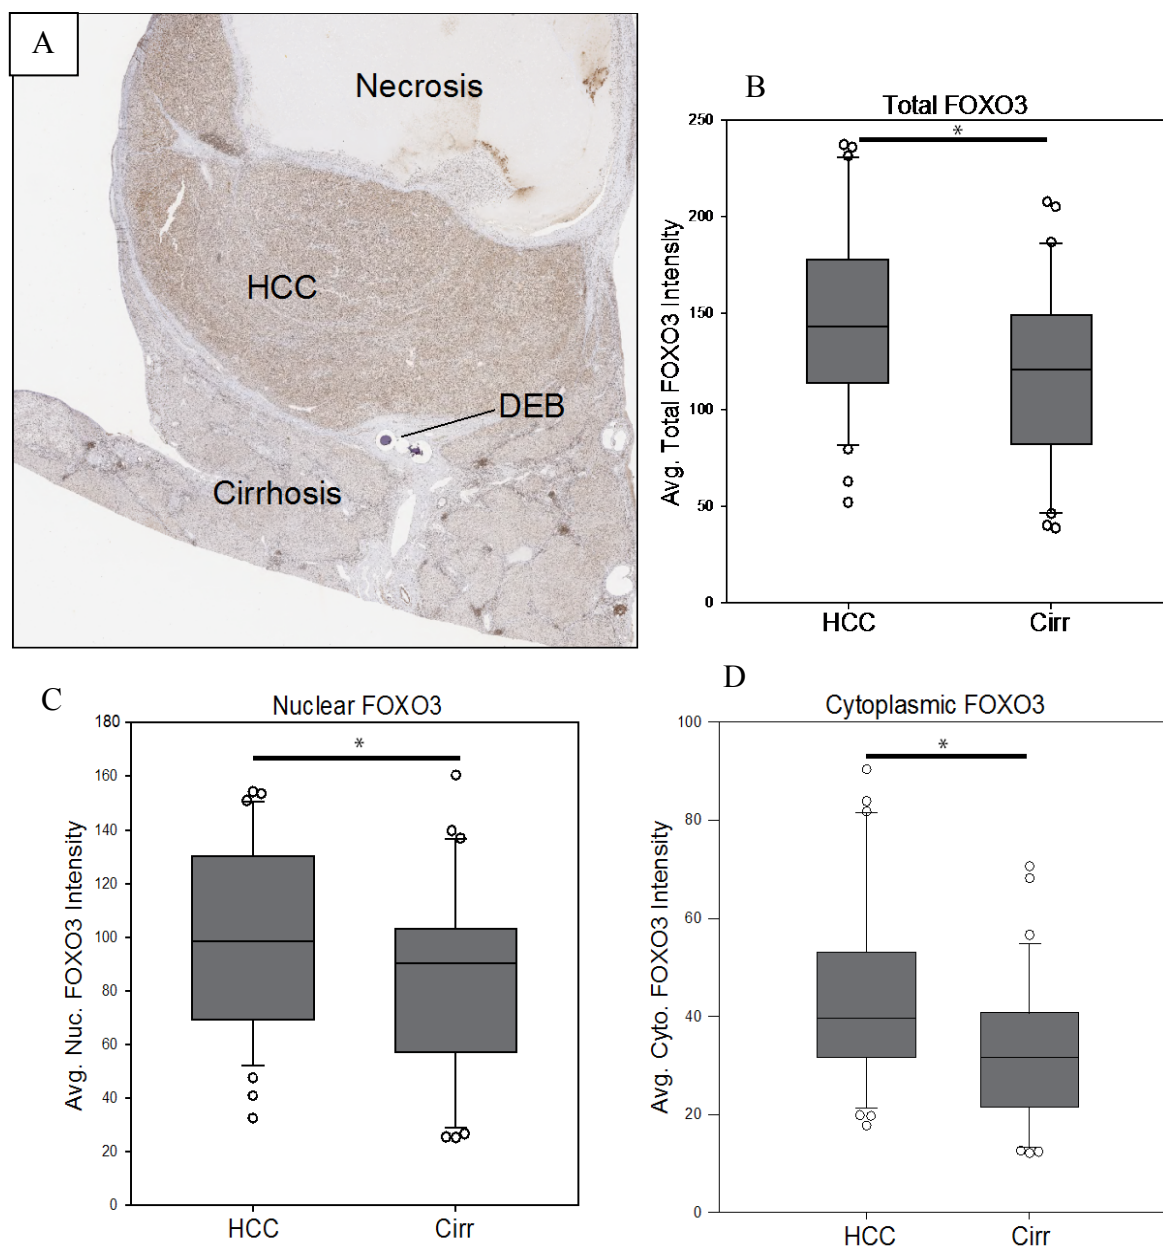 A
Necrosis
HCC
DEB
Cirrhosis
B
Total FOXO3
*
Avg. Total FOXO3 Intensity
250
200
150
100
50
0
HCC
Cirr
C
Nuclear FOXO3
*
Avg. Nuc. FOXO3 Intensity
180
160
140
120
100
80
60
40
20
0
HCC
Cirr
D
Cytoplasmic FOXO3
*
Avg. Cyto. FOXO3 Intensity
100
80
60
40
20
0
HCC
Cirr